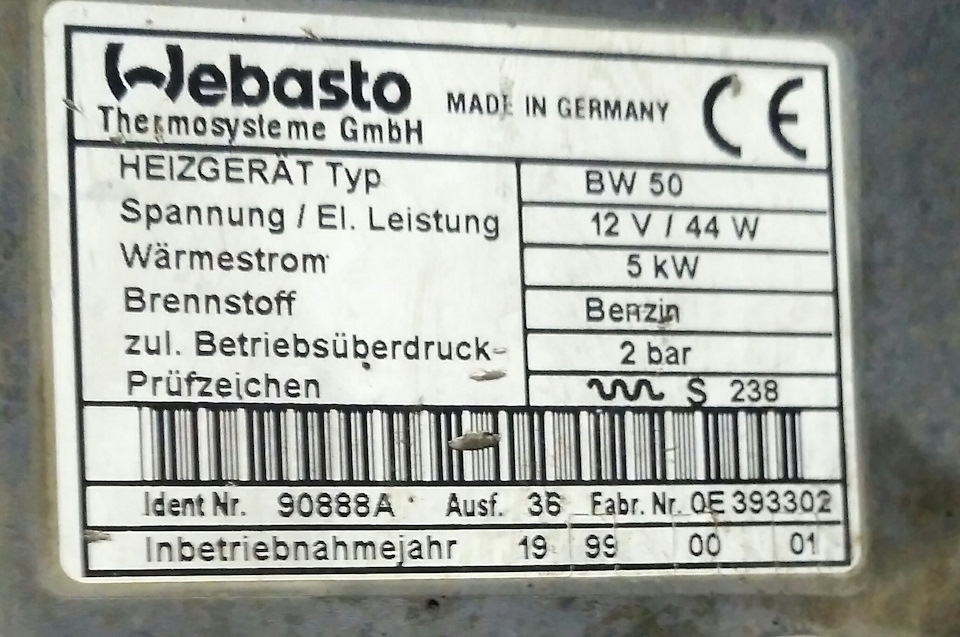 Webasto
Thermosysteme GmbH
MADE IN GERMANY
CE
HEIZGERÄT Typ BW 50
Spannung / El. Leistung 12 V / 44 W
Wärmestrom 5 kW
Brennstoff Benzin
zul. Betriebsüberdruck 2 bar
Prüfzeichen S 238
Ident Nr. 90888A Ausf. 36 Fabr. Nr. OE 393302
Inbetriebnahmejahr 19 99 00 01